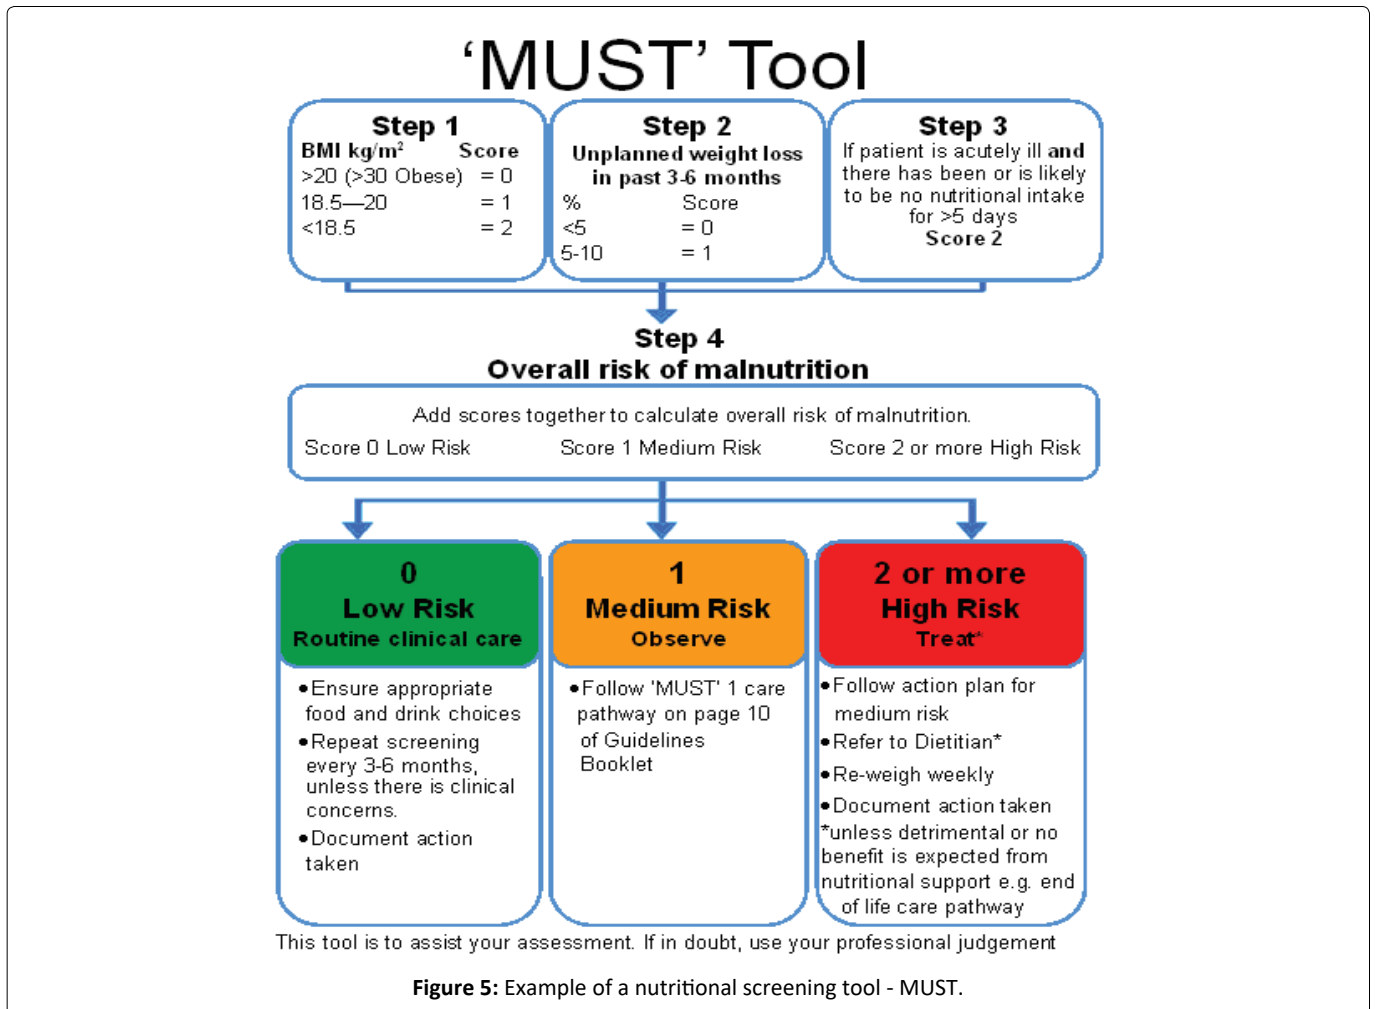 ‘MUST’ Tool
Step 1
BMI kg/m² Score
>20 (>30 Obese) = 0
18.5—20 = 1
<18.5 = 2
Step 2
Unplanned weight loss
in past 3-6 months
% Score
<5 = 0
5-10 = 1
Step 3
If patient is acutely ill and
there has been or is likely
to be no nutritional intake
for >5 days
Score 2
Step 4
Overall risk of malnutrition
Add scores together to calculate overall risk of malnutrition.
Score 0 Low Risk Score 1 Medium Risk Score 2 or more High Risk
0
Low Risk
Routine clinical care
•Ensure appropriate
food and drink choices
•Repeat screening
every 3-6 months,
unless there is clinical
concerns.
•Document action
taken
1
Medium Risk
Observe
•Follow 'MUST' 1 care
pathway on page 10
of Guidelines
Booklet
2 or more
High Risk
Treat*
•Follow action plan for
medium risk
•Refer to Dietitian*
•Re-weigh weekly
•Document action taken
*unless detrimental or no
benefit is expected from
nutritional support e.g. end
of life care pathway
This tool is to assist your assessment. If in doubt, use your professional judgement
Figure 5: Example of a nutritional screening tool - MUST.